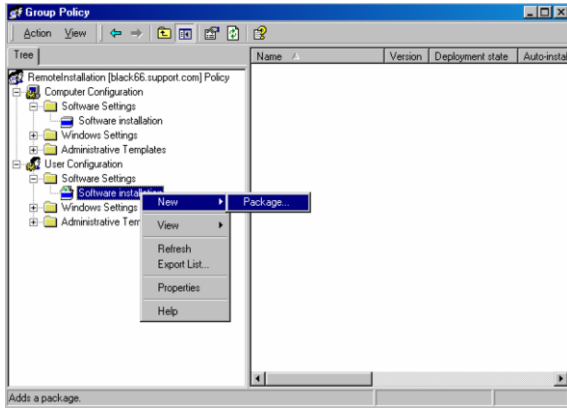 Group Policy
Action View
Tree
Name Version Deployment state Auto-instal
RemoteInstallation [black66.support.com] Policy
Computer Configuration
Software Settings
Software installation
Windows Settings
Administrative Templates
User Configuration
Software Settings
Software installation
Windows Settings
Administrative Tem
New
Package...
View
Refresh
Export List...
Properties
Help
Adds a package.